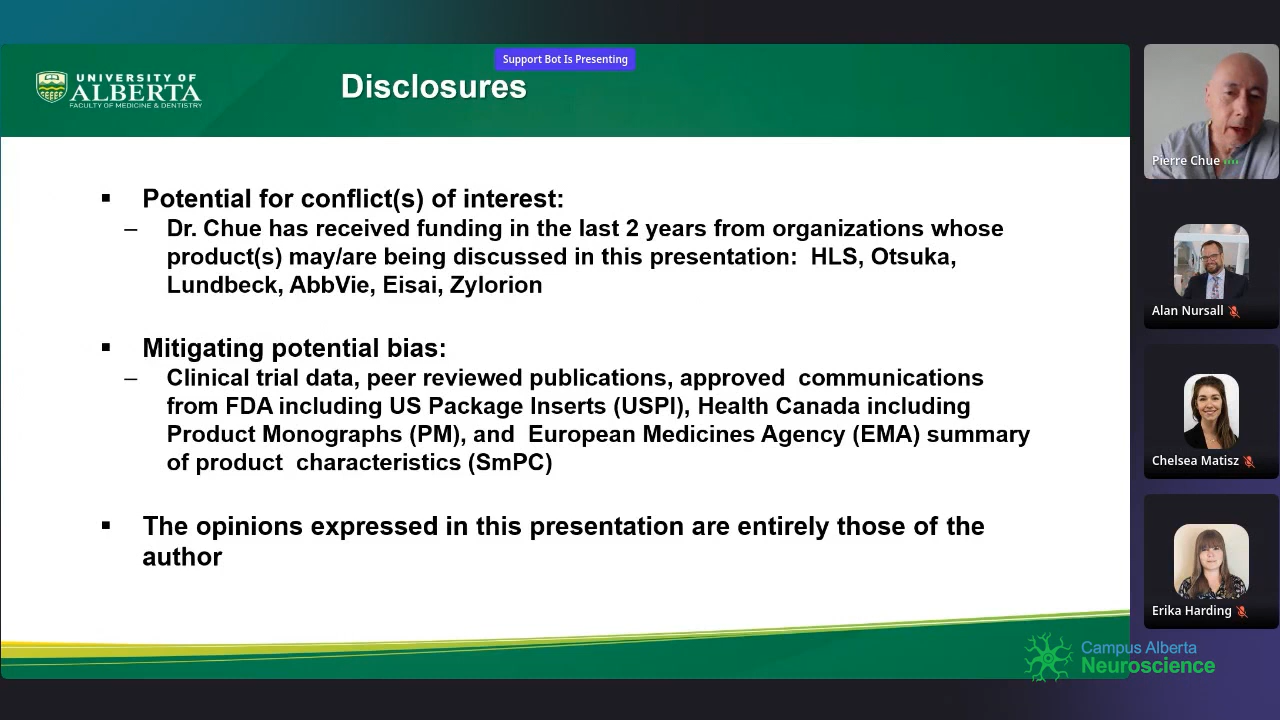 Support Bot Is Presenting
UNIVERSITY OF
ALBERTA
FACULTY OF MEDICINE & DENTISTRY
Disclosures
▪ Potential for conflict(s) of interest:
– Dr. Chue has received funding in the last 2 years from organizations whose
product(s) may/are being discussed in this presentation:  HLS, Otsuka,
Lundbeck, AbbVie, Eisai, Zylorion
▪ Mitigating potential bias:
– Clinical trial data, peer reviewed publications, approved  communications
from FDA including US Package Inserts (USPI), Health Canada including
Product Monographs (PM), and  European Medicines Agency (EMA) summary
of product  characteristics (SmPC)
▪ The opinions expressed in this presentation are entirely those of the
author
Pierre Chue
Alan Nursall
Chelsea Matisz
Erika Harding
Campus Alberta
Neuroscience